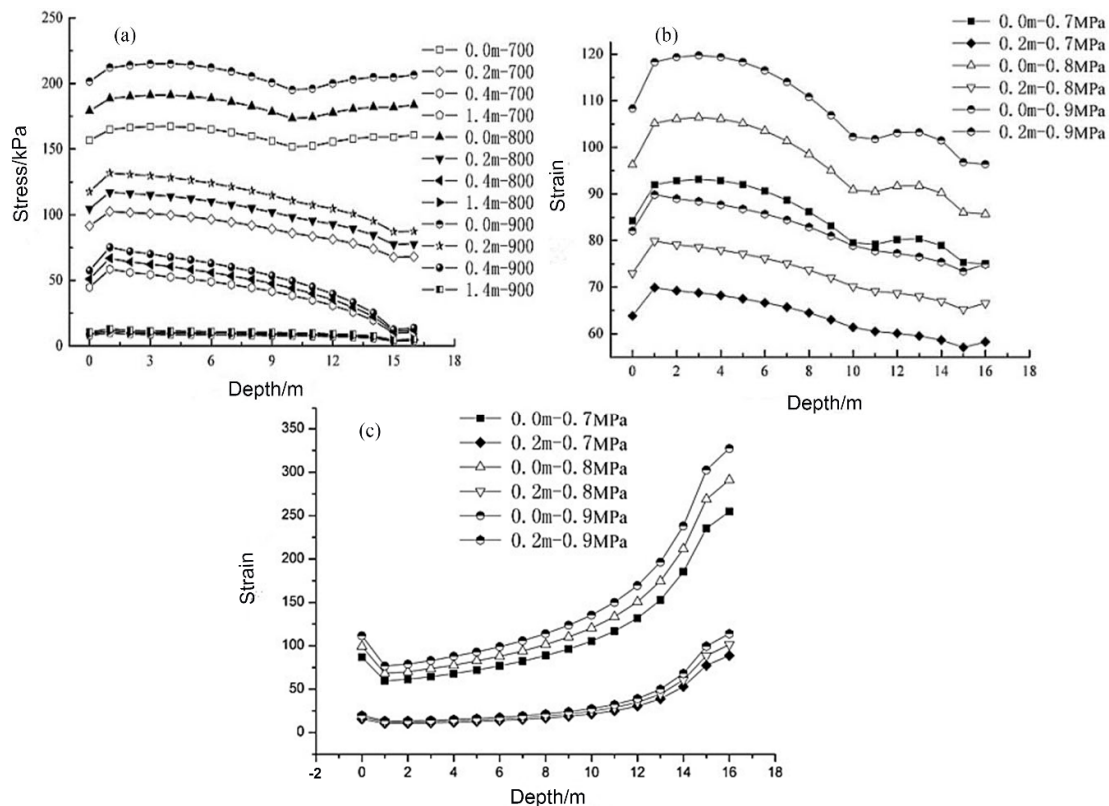 (a)
250
200
150
100
50
0
Stress/kPa
0 3 6 9 12 15 18
Depth/m
0.0m-700
0.2m-700
0.4m-700
1.4m-700
0.0m-800
0.2m-800
0.4m-800
1.4m-800
0.0m-900
0.2m-900
0.4m-900
1.4m-900
(b)
120
110
100
90
80
70
60
Strain
0 2 4 6 8 10 12 14 16 18
Depth/m
0.0m-0.7MPa
0.2m-0.7MPa
0.0m-0.8MPa
0.2m-0.8MPa
0.0m-0.9MPa
0.2m-0.9MPa
(c)
350
300
250
200
150
100
50
0
Strain
-2 0 2 4 6 8 10 12 14 16 18
Depth/m
0.0m-0.7MPa
0.2m-0.7MPa
0.0m-0.8MPa
0.2m-0.8MPa
0.0m-0.9MPa
0.2m-0.9MPa